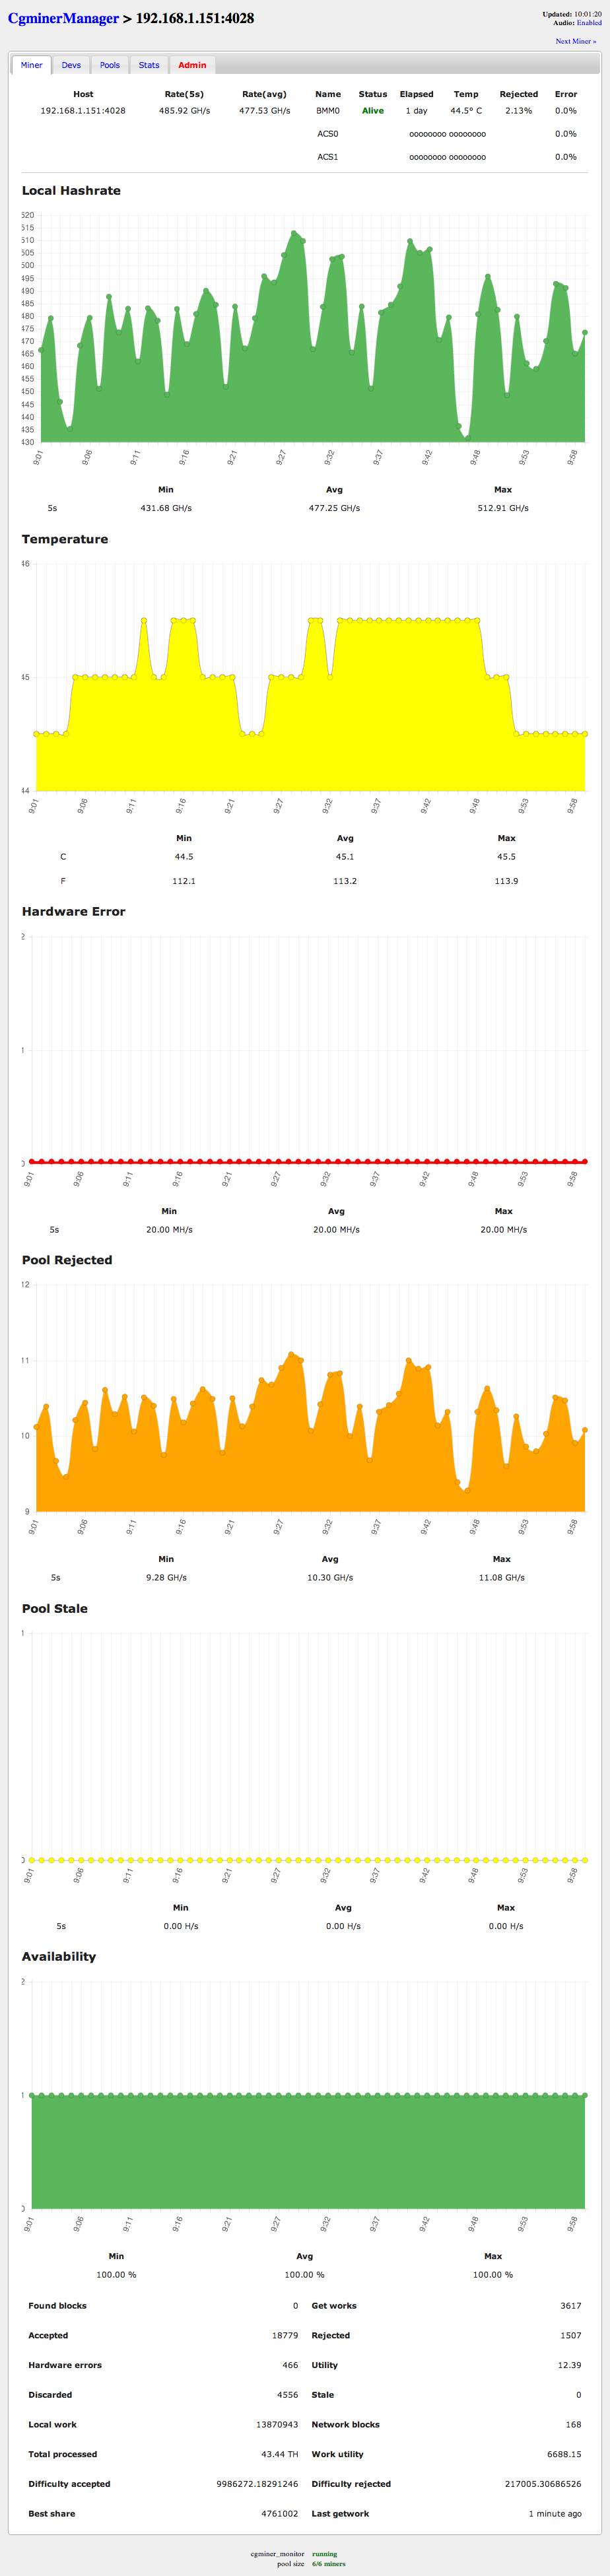 CgminerManager > 192.168.1.151:4028
Updated: 10:01:20
Audio: Enabled
Next Miner »
Miner Devs Pools Stats Admin
Host Rate(5s) Rate(avg) Name Status Elapsed Temp Rejected Error
192.168.1.151:4028 485.92 GH/s 477.53 GH/s BMM0 Alive 1 day 44.5° C 2.13% 0.0%
ACS0 oooooooo oooooooo 0.0%
ACS1 oooooooo oooooooo 0.0%
Local Hashrate
520
515
510
505
500
495
490
485
480
475
470
465
460
455
450
445
440
435
430
9:01 9:06 9:11 9:16 9:21 9:27 9:32 9:37 9:42 9:48 9:53 9:58
Min Avg Max
5s 431.68 GH/s 477.25 GH/s 512.91 GH/s
Temperature
46
45
44
9:01 9:06 9:11 9:16 9:21 9:27 9:32 9:37 9:42 9:48 9:53 9:58
Min Avg Max
C 44.5 45.1 45.5
F 112.1 113.2 113.9
Hardware Error
2
1
0
9:01 9:06 9:11 9:16 9:21 9:27 9:32 9:37 9:42 9:48 9:53 9:58
Min Avg Max
5s 20.00 MH/s 20.00 MH/s 20.00 MH/s
Pool Rejected
12
11
10
9
9:01 9:06 9:11 9:16 9:21 9:27 9:32 9:37 9:42 9:48 9:53 9:58
Min Avg Max
5s 9.28 GH/s 10.30 GH/s 11.08 GH/s
Pool Stale
1
0
9:01 9:06 9:11 9:16 9:21 9:27 9:32 9:37 9:42 9:48 9:53 9:58
Min Avg Max
5s 0.00 H/s 0.00 H/s 0.00 H/s
Availability
2
1
0
9:01 9:06 9:11 9:16 9:21 9:27 9:32 9:37 9:42 9:48 9:53 9:58
Min Avg Max
100.00 % 100.00 % 100.00 %
Found blocks 0 Get works 3617
Accepted 18779 Rejected 1507
Hardware errors 466 Utility 12.39
Discarded 4556 Stale 0
Local work 13870943 Network blocks 168
Total processed 43.44 TH Work utility 6688.15
Difficulty accepted 9986272.18291246 Difficulty rejected 217005.30686526
Best share 4761002 Last getwork 1 minute ago
cgminer_monitor running
pool size 6/6 miners